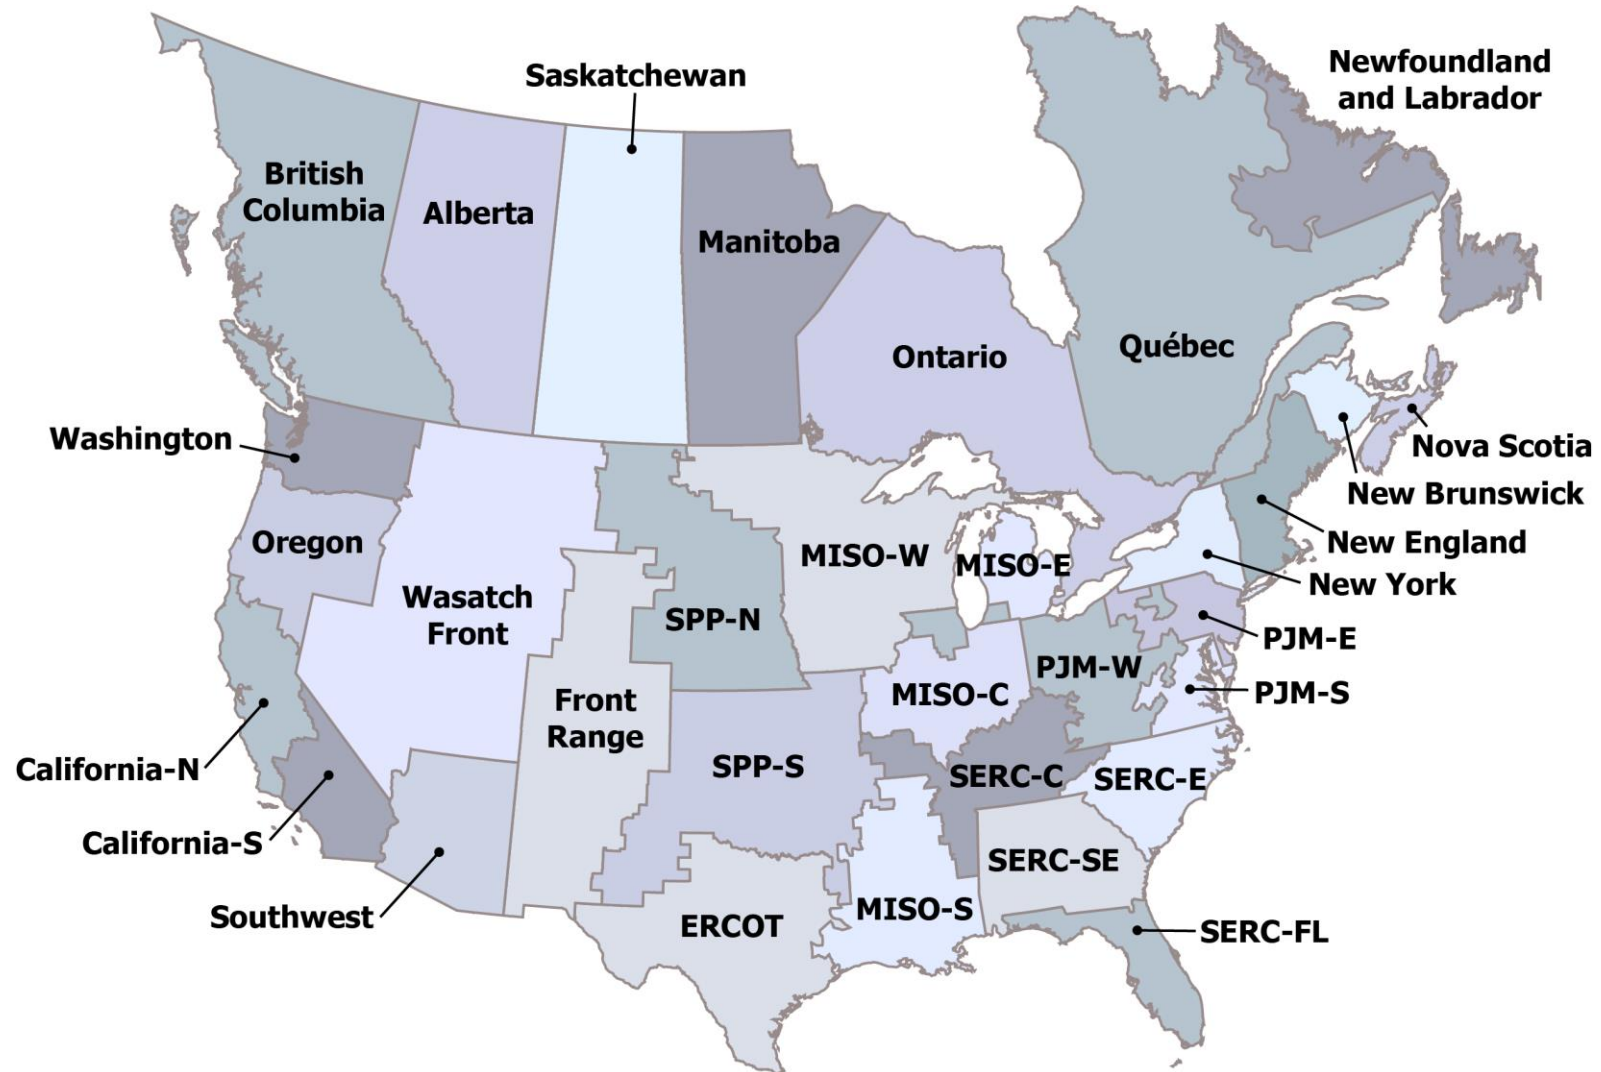 Saskatchewan
Newfoundland
and Labrador
British
Columbia
Alberta
Manitoba
Ontario
Québec
Washington
Nova Scotia
New Brunswick
Oregon
MISO-W
MISO-E
New England
New York
Wasatch
Front
SPP-N
PJM-E
PJM-W
PJM-S
MISO-C
Front
Range
California-N
SPP-S
SERC-C
SERC-E
California-S
SERC-SE
Southwest
ERCOT
MISO-S
SERC-FL